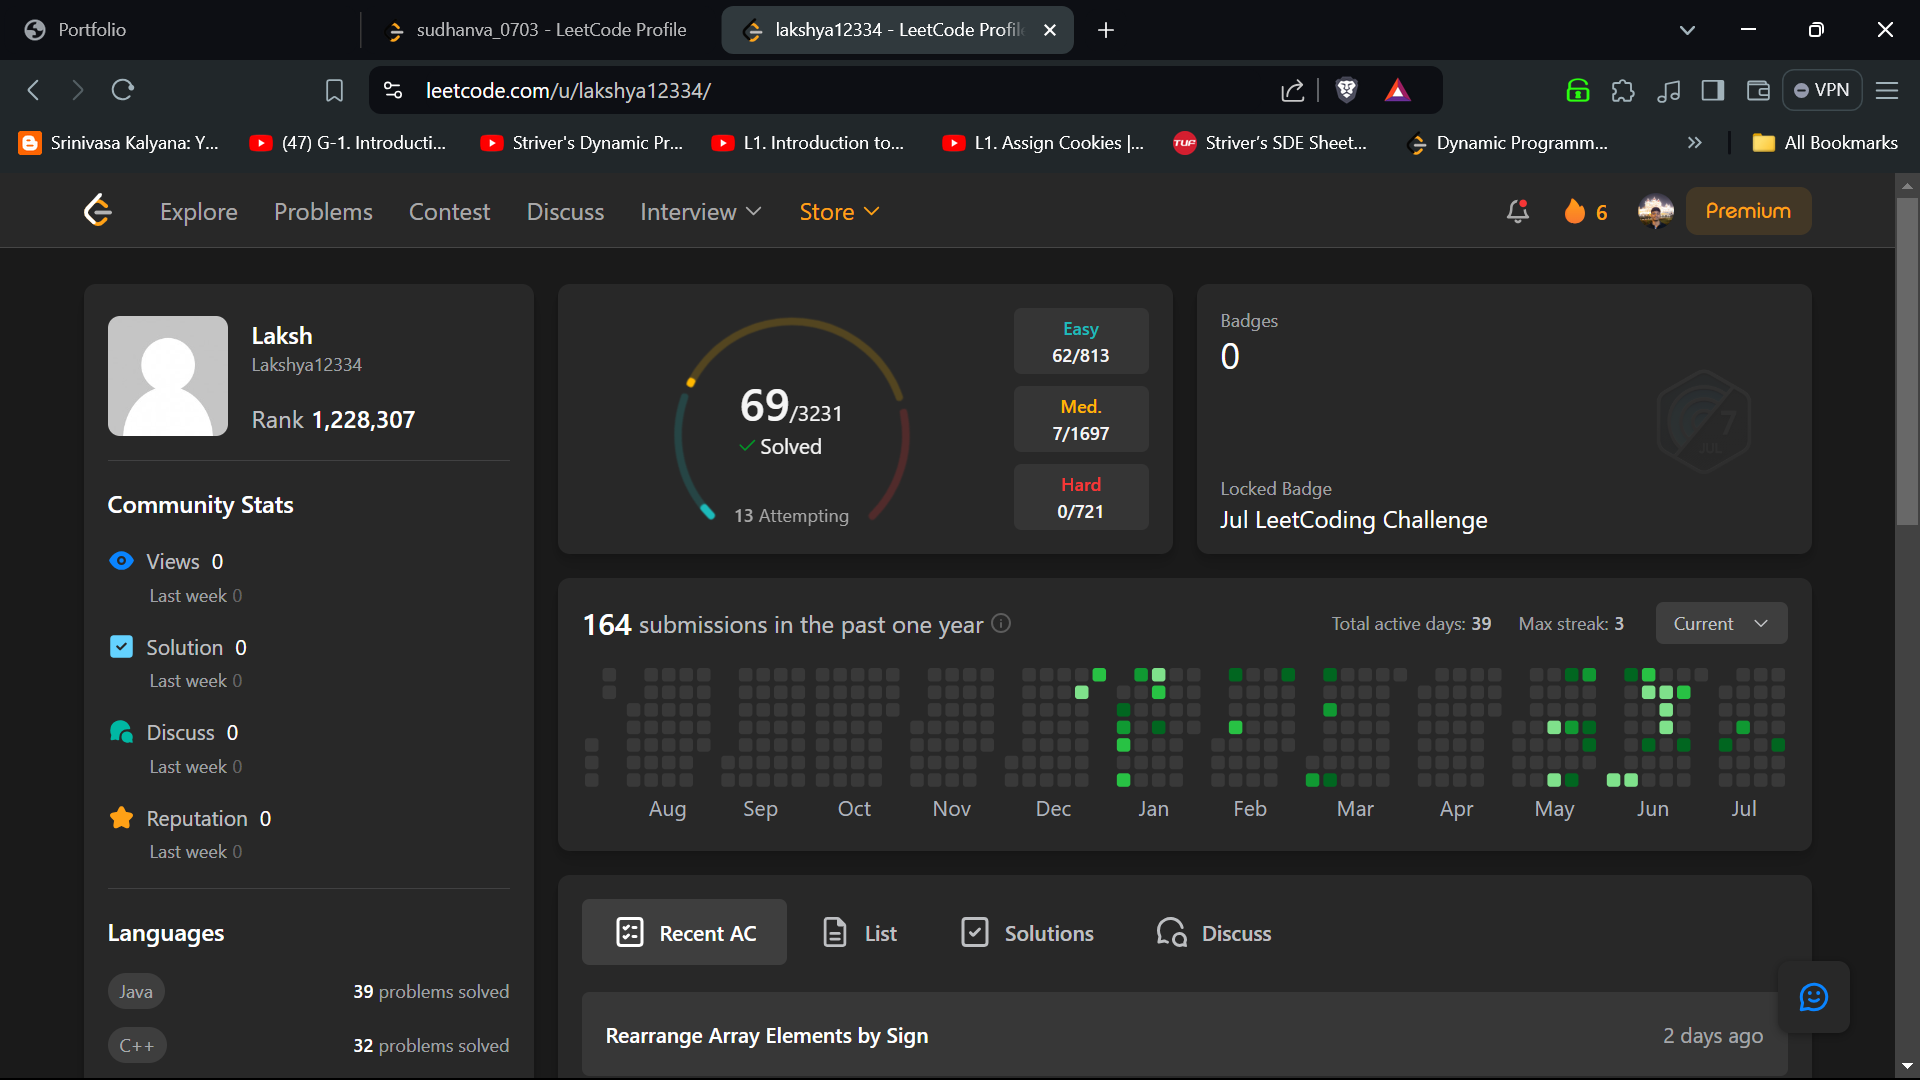 Portfolio
sudhanva_0703 - LeetCode Profile
lakshya12334 - LeetCode Profil
leetcode.com/u/lakshya12334/
VPN
Srinivasa Kalyana: Y...
(47) G-1. Introducti...
Striver's Dynamic Pr...
L1. Introduction to...
L1. Assign Cookies |...
TUF
Striver's SDE Sheet...
Dynamic Programm...
All Bookmarks
Explore
Problems
Contest
Discuss
Interview
Store
6
Premium
Laksh
Lakshya12334
Rank 1,228,307
Community Stats
Views 0
Last week 0
Solution 0
Last week 0
Discuss 0
Last week 0
Reputation 0
Last week 0
Languages
Java
39 problems solved
C++
32 problems solved
69/3231
Solved
13 Attempting
Easy
62/813
Med.
7/1697
Hard
0/721
Badges
0
7
JUL
Locked Badge
Jul LeetCoding Challenge
164 submissions in the past one year
Total active days: 39
Max streak: 3
Current
Aug Sep Oct Nov Dec Jan Feb Mar Apr May Jun Jul
Recent AC
List
Solutions
Discuss
Rearrange Array Elements by Sign
2 days ago